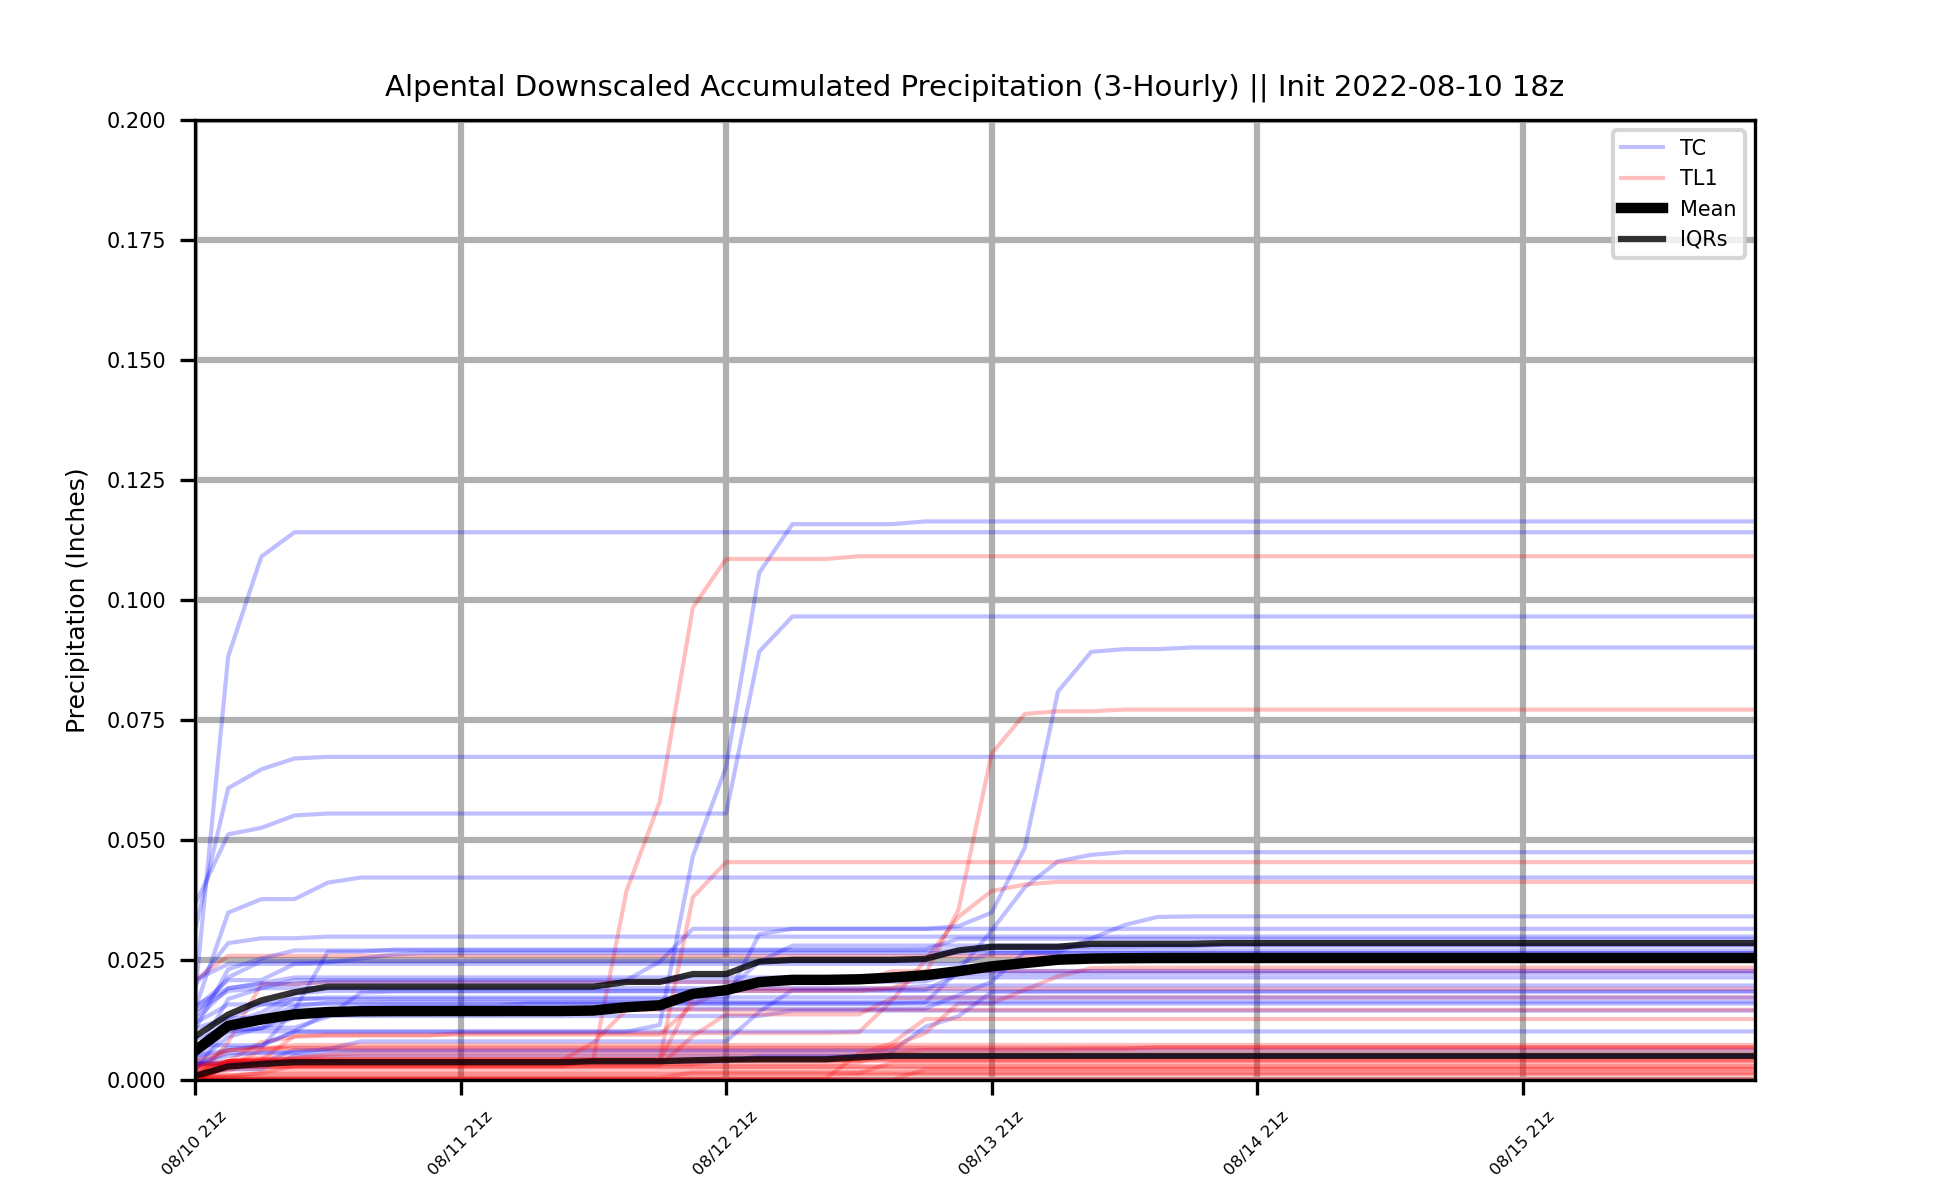 Alpental Downscaled Accumulated Precipitation (3-Hourly) || Init 2022-08-10 18z
Precipitation (Inches)
0.200
0.175
0.150
0.125
0.100
0.075
0.050
0.025
0.000
TC
TL1
Mean
IQRs
08/10 21z
08/11 21z
08/12 21z
08/13 21z
08/14 21z
08/15 21z